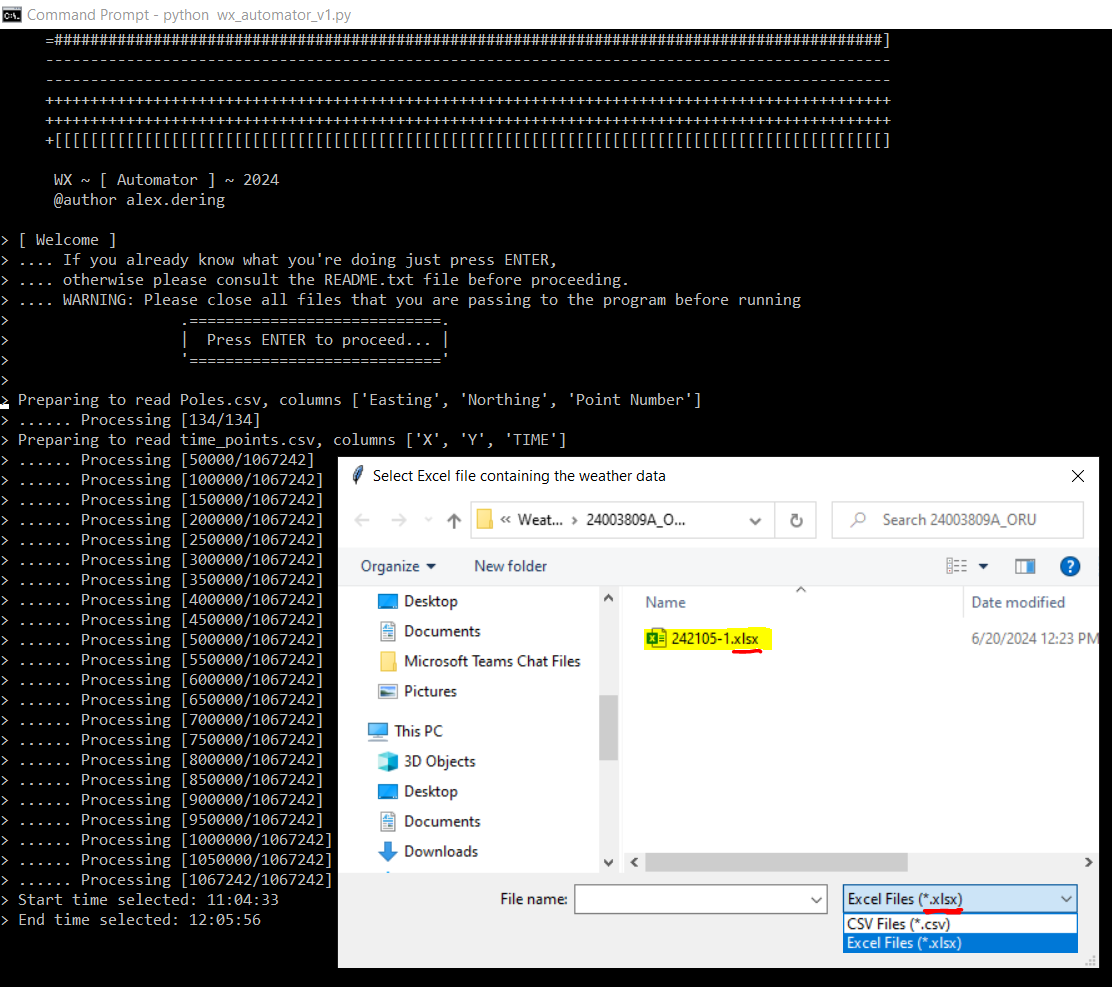 Command Prompt - python  wx_automator_v1.py
=############################################################################################]
----------------------------------------------------------------------------------------------
----------------------------------------------------------------------------------------------
++++++++++++++++++++++++++++++++++++++++++++++++++++++++++++++++++++++++++++++++++++++++++++++
++++++++++++++++++++++++++++++++++++++++++++++++++++++++++++++++++++++++++++++++++++++++++++++
+[[[[[[[[[[[[[[[[[[[[[[[[[[[[[[[[[[[[[[[[[[[[[[[[[[[[[[[[[[[[[[[[[[[[[[[[[[[[[[[[[[[[[[[[[[[[]
WX ~ [ Automator ] ~ 2024
@author alex.dering
> [ Welcome ]
> .... If you already know what you're doing just press ENTER,
> .... otherwise please consult the README.txt file before proceeding.
> .... WARNING: Please close all files that you are passing to the program before running
> .============================.
> |  Press ENTER to proceed... |
> '============================'
>
> Preparing to read Poles.csv, columns ['Easting', 'Northing', 'Point Number']
> ...... Processing [134/134]
> Preparing to read time_points.csv, columns ['X', 'Y', 'TIME']
> ...... Processing [50000/1067242]
> ...... Processing [100000/1067242]
> ...... Processing [150000/1067242]
> ...... Processing [200000/1067242]
> ...... Processing [250000/1067242]
> ...... Processing [300000/1067242]
> ...... Processing [350000/1067242]
> ...... Processing [400000/1067242]
> ...... Processing [450000/1067242]
> ...... Processing [500000/1067242]
> ...... Processing [550000/1067242]
> ...... Processing [600000/1067242]
> ...... Processing [650000/1067242]
> ...... Processing [700000/1067242]
> ...... Processing [750000/1067242]
> ...... Processing [800000/1067242]
> ...... Processing [850000/1067242]
> ...... Processing [900000/1067242]
> ...... Processing [950000/1067242]
> ...... Processing [1000000/1067242]
> ...... Processing [1050000/1067242]
> ...... Processing [1067242/1067242]
> Start time selected: 11:04:33
> End time selected: 12:05:56
Select Excel file containing the weather data
« Weat... › 24003809A_O...
Search 24003809A_ORU
Organize
New folder
Desktop
Documents
Microsoft Teams Chat Files
Pictures
This PC
3D Objects
Desktop
Documents
Downloads
Name
Date modified
242105-1.xlsx
6/20/2024 12:23 PM
File name:
Excel Files (*.xlsx)
CSV Files (*.csv)
Excel Files (*.xlsx)